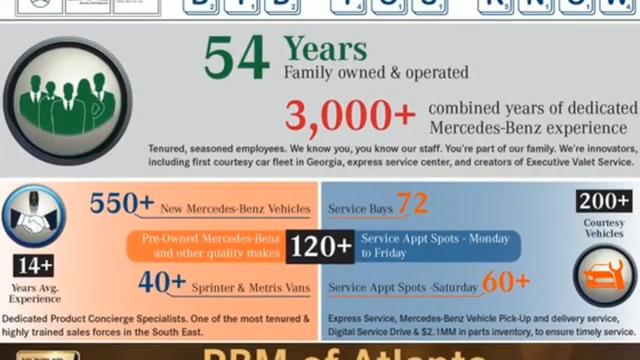 DID YOU KNOW
54 Years
Family owned & operated
3,000+ combined years of dedicated
Mercedes-Benz experience
Tenured, seasoned employees. We know you, you know our staff. You're part of our family. We're innovators,
including first courtesy car fleet in Georgia, express service center, and creators of Executive Valet Service.
550+ New Mercedes-Benz Vehicles
Pre-Owned Mercedes-Benz
and other quality makes
120+
40+ Sprinter & Metris Vans
14+
Years Avg.
Experience
Dedicated Product Concierge Specialists. One of the most tenured &
highly trained sales forces in the South East.
Service Bays 72
Service Appt Spots - Monday
to Friday
Service Appt Spots -Saturday 60+
200+
Courtesy
Vehicles
Express Service, Mercedes-Benz Vehicle Pick-Up and delivery service,
Digital Service Drive & $2.1MM in parts inventory, to ensure timely service.
RBM of Atlanta